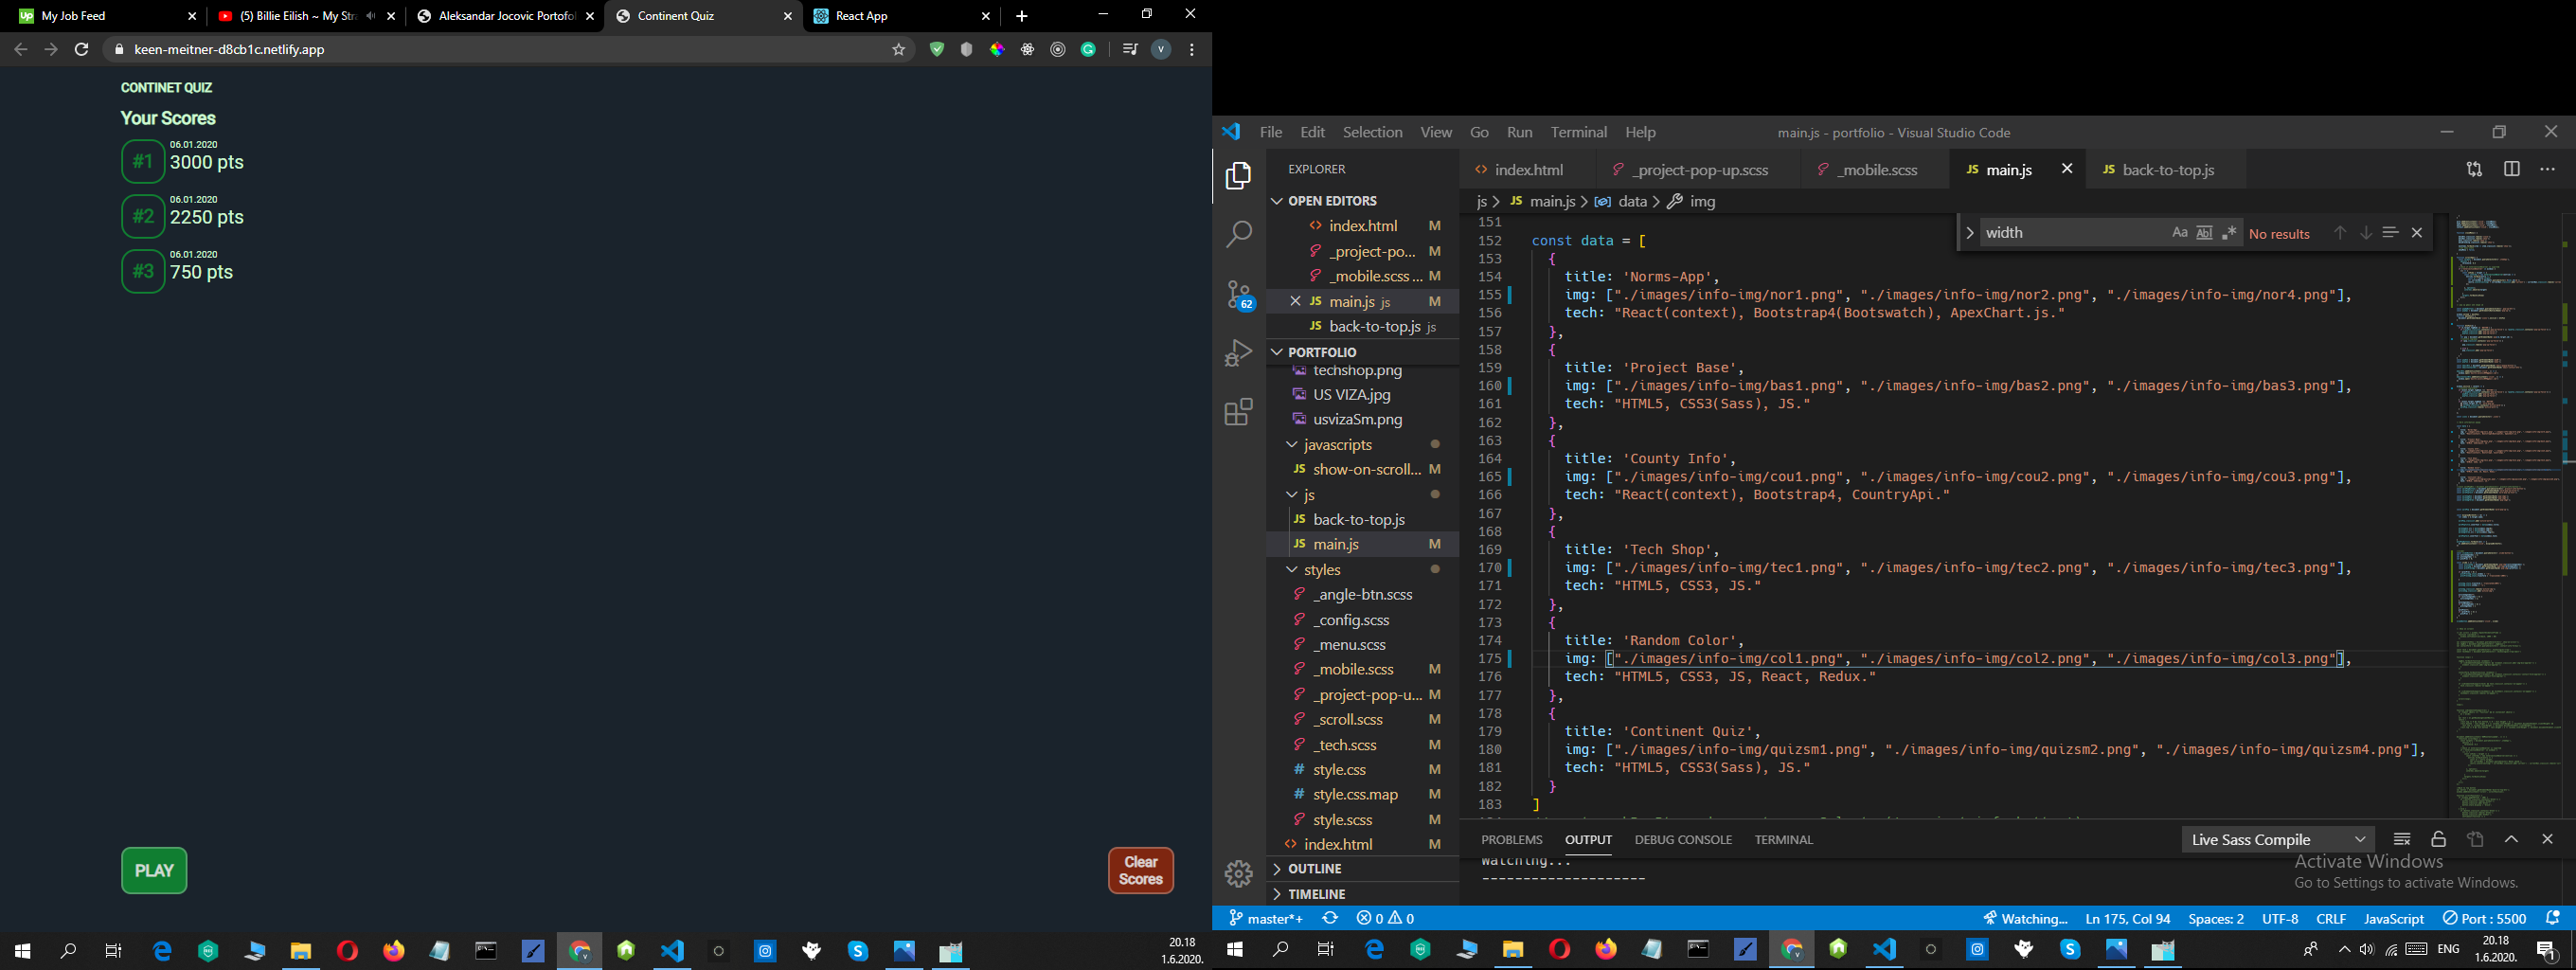 My Job Feed
(5) Billie Eilish ~ My Stra
Aleksandar Jocovic Portofol
Continent Quiz
React App
keen-meitner-d8cb1c.netlify.app
CONTINET QUIZ
Your Scores
#1
06.01.2020
3000 pts
#2
06.01.2020
2250 pts
#3
06.01.2020
750 pts
PLAY
Clear
Scores
20.18
1.6.2020.
File Edit Selection View Go Run Terminal Help
main.js - portfolio - Visual Studio Code
EXPLORER
OPEN EDITORS
index.html M
_project-po... M
_mobile.scss ... M
main.js js M
back-to-top.js js
PORTFOLIO
techshop.png
US VIZA.jpg
usvizaSm.png
javascripts
show-on-scroll... M
js
back-to-top.js
main.js M
styles
_angle-btn.scss
_config.scss
_menu.scss
_mobile.scss M
_project-pop-u... M
_scroll.scss M
_tech.scss M
style.css M
style.css.map M
style.scss M
index.html M
OUTLINE
TIMELINE
62
index.html
_project-pop-up.scss
_mobile.scss
main.js
back-to-top.js
js > JS main.js > data > img
width
Aa Abl .*
No results
151
152 const data = [
153 {
154 title: 'Norms-App',
155 img: ["./images/info-img/nor1.png", "./images/info-img/nor2.png", "./images/info-img/nor4.png"],
156 tech: "React(context), Bootstrap4(Bootswatch), ApexChart.js."
157 },
158 {
159 title: 'Project Base',
160 img: ["./images/info-img/bas1.png", "./images/info-img/bas2.png", "./images/info-img/bas3.png"],
161 tech: "HTML5, CSS3(Sass), JS."
162 },
163 {
164 title: 'County Info',
165 img: ["./images/info-img/cou1.png", "./images/info-img/cou2.png", "./images/info-img/cou3.png"],
166 tech: "React(context), Bootstrap4, CountryApi."
167 },
168 {
169 title: 'Tech Shop',
170 img: ["./images/info-img/tec1.png", "./images/info-img/tec2.png", "./images/info-img/tec3.png"],
171 tech: "HTML5, CSS3, JS."
172 },
173 {
174 title: 'Random Color',
175 img: ["./images/info-img/col1.png", "./images/info-img/col2.png", "./images/info-img/col3.png"],
176 tech: "HTML5, CSS3, JS, React, Redux."
177 },
178 {
179 title: 'Continent Quiz',
180 img: ["./images/info-img/quizsm1.png", "./images/info-img/quizsm2.png", "./images/info-img/quizsm4.png"],
181 tech: "HTML5, CSS3(Sass), JS."
182 }
183 ]
PROBLEMS OUTPUT DEBUG CONSOLE TERMINAL
Live Sass Compile
Watching...
--------------------
Activate Windows
Go to Settings to activate Windows.
master*+ 0 0
Watching... Ln 175, Col 94 Spaces: 2 UTF-8 CRLF JavaScript Port : 5500
ENG
20.18
1.6.2020.
1